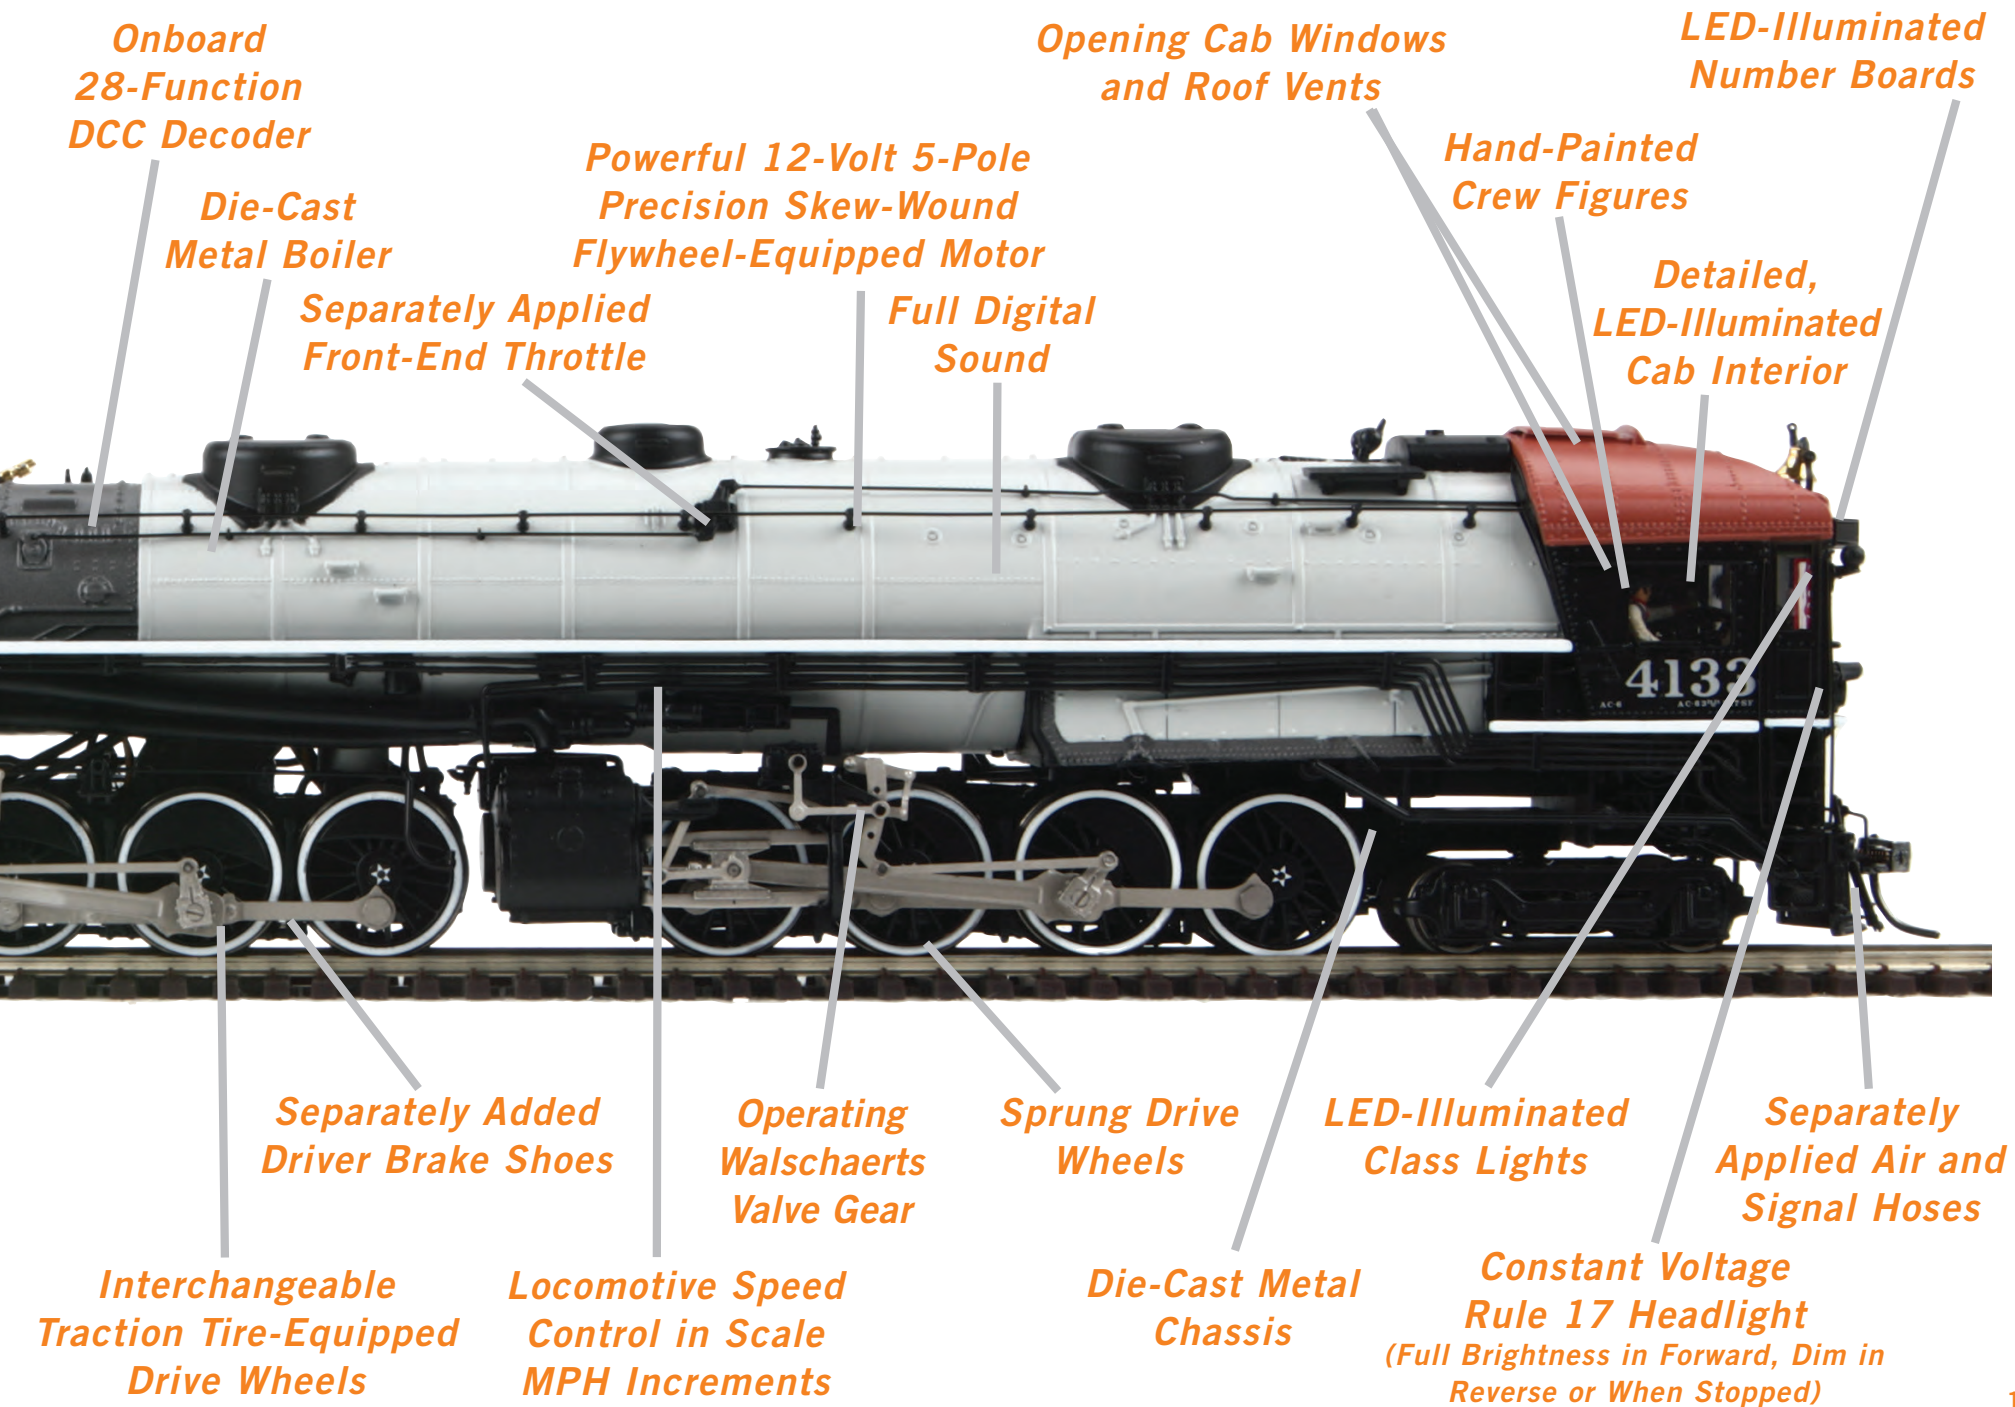 Onboard
28-Function
DCC Decoder
Die-Cast
Metal Boiler
Separately Applied
Front-End Throttle
Powerful 12-Volt 5-Pole
Precision Skew-Wound
Flywheel-Equipped Motor
Full Digital
Sound
Opening Cab Windows
and Roof Vents
LED-Illuminated
Number Boards
Hand-Painted
Crew Figures
Detailed,
LED-Illuminated
Cab Interior
4133
AC-6
Separately Added
Driver Brake Shoes
Operating
Walschaerts
Valve Gear
Sprung Drive
Wheels
LED-Illuminated
Class Lights
Separately
Applied Air and
Signal Hoses
Interchangeable
Traction Tire-Equipped
Drive Wheels
Locomotive Speed
Control in Scale
MPH Increments
Die-Cast Metal
Chassis
Constant Voltage
Rule 17 Headlight
(Full Brightness in Forward, Dim in
Reverse or When Stopped)